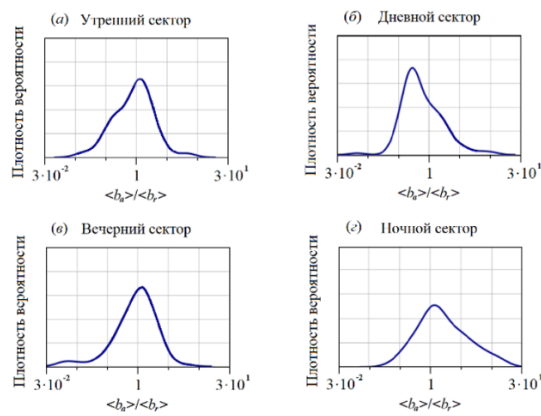 (а) Утренний сектор
Плотность вероятности
3·10⁻² 1 3·10¹
<bₐ>/<bᵣ>
(б) Дневной сектор
Плотность вероятности
3·10⁻² 1 3·10¹
<bₐ>/<bᵣ>
(в) Вечерний сектор
Плотность вероятности
3·10⁻² 1 3·10¹
<bₐ>/<bᵣ>
(г) Ночной сектор
Плотность вероятности
3·10⁻² 1 3·10¹
<bₐ>/<bᵣ>